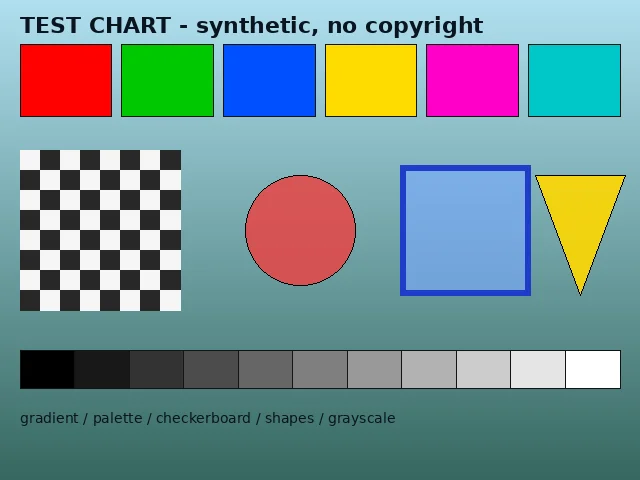 TEST CHART - synthetic, no copyright
gradient / palette / checkerboard / shapes / grayscale